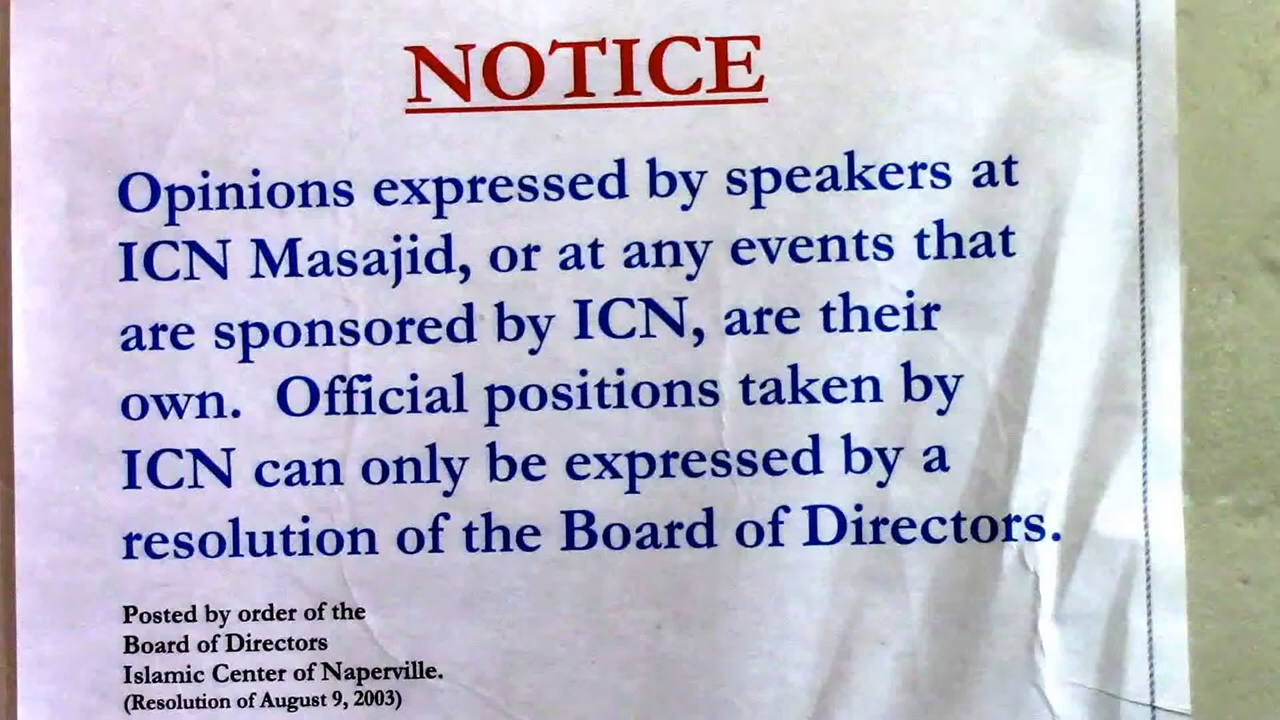 NOTICE
Opinions expressed by speakers at
ICN Masajid, or at any events that
are sponsored by ICN, are their
own.  Official positions taken by
ICN can only be expressed by a
resolution of the Board of Directors.
Posted by order of the
Board of Directors
Islamic Center of Naperville.
(Resolution of August 9, 2003)